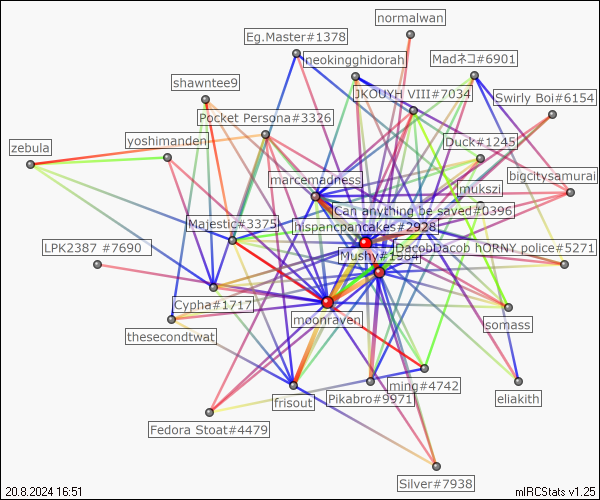 normalwan
Eg.Master#1378
neokingghidorah
Madネコ#6901
shawntee9
JKOUYH VIII#7034
Swirly Boi#6154
Pocket Persona#3326
yoshimanden
Duck#1245
zebula
marcemadness
bigcitysamurai
mukszi
Can anything be saved#0396
Majestic#3375
hispancpancakes#2928
LPK2387 #7690
DacobDacob hORNY police#5271
Mushy#1984
Cypha#1717
moonraven
somass
thesecondtwat
ming#4742
frisout
Pikabro#9971
eliakith
Fedora Stoat#4479
Silver#7938
20.8.2024 16:51
mIRCStats v1.25